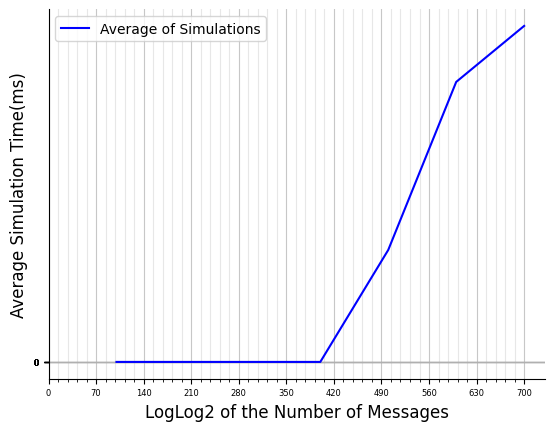 Average of Simulations
Average Simulation Time(ms)
0
0 70 140 210 280 350 420 490 560 630 700
LogLog2 of the Number of Messages